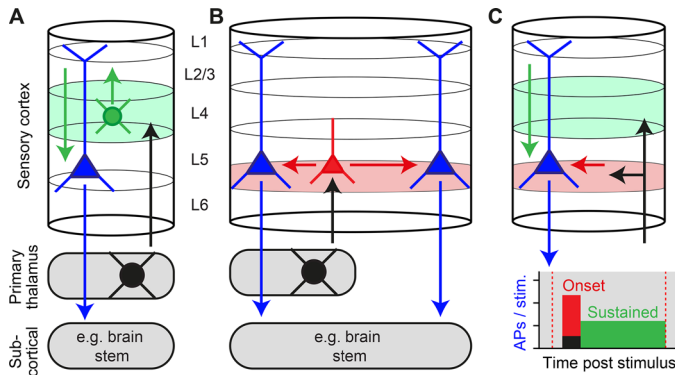 A
B
C
L1
L2/3
L4
L5
L6
Sensory cortex
Primary
thalamus
Sub-
cortical
e.g. brain
stem
e.g. brain
stem
APs / stim.
Onset
Sustained
Time post stimulus